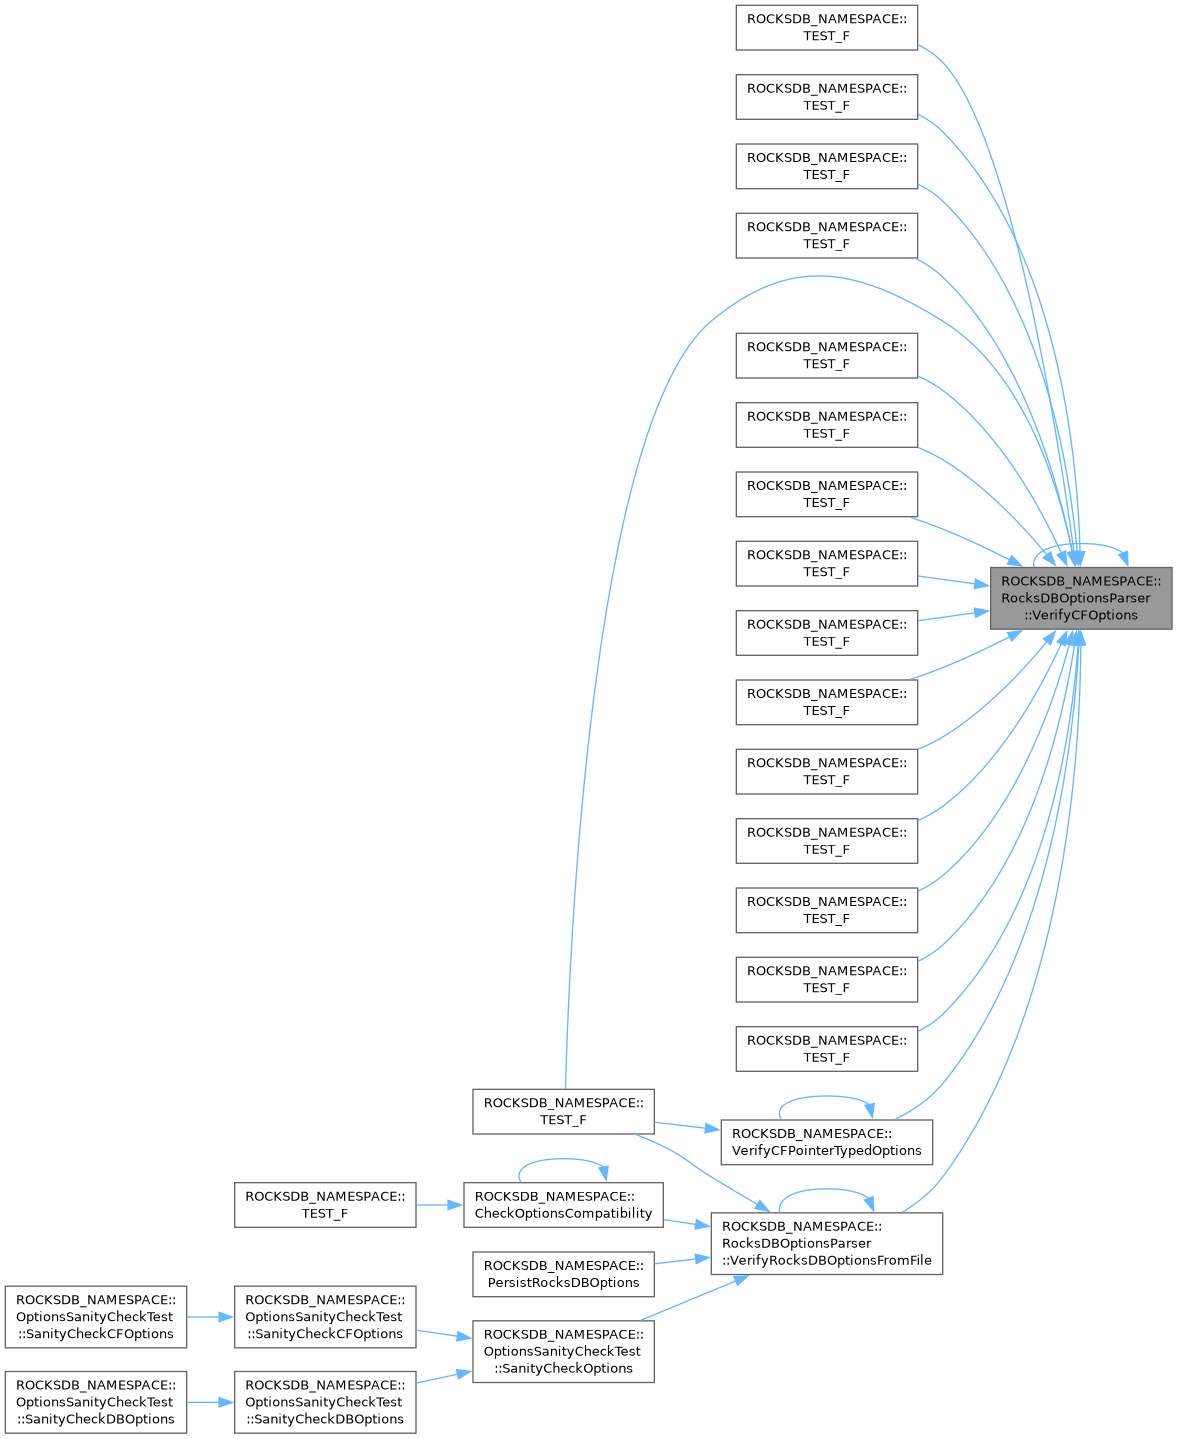 ROCKSDB_NAMESPACE::
TEST_F
ROCKSDB_NAMESPACE::
TEST_F
ROCKSDB_NAMESPACE::
TEST_F
ROCKSDB_NAMESPACE::
TEST_F
ROCKSDB_NAMESPACE::
TEST_F
ROCKSDB_NAMESPACE::
TEST_F
ROCKSDB_NAMESPACE::
TEST_F
ROCKSDB_NAMESPACE::
TEST_F
ROCKSDB_NAMESPACE::
RocksDBOptionsParser
::VerifyCFOptions
ROCKSDB_NAMESPACE::
TEST_F
ROCKSDB_NAMESPACE::
TEST_F
ROCKSDB_NAMESPACE::
TEST_F
ROCKSDB_NAMESPACE::
TEST_F
ROCKSDB_NAMESPACE::
TEST_F
ROCKSDB_NAMESPACE::
TEST_F
ROCKSDB_NAMESPACE::
TEST_F
ROCKSDB_NAMESPACE::
TEST_F
ROCKSDB_NAMESPACE::
VerifyCFPointerTypedOptions
ROCKSDB_NAMESPACE::
TEST_F
ROCKSDB_NAMESPACE::
CheckOptionsCompatibility
ROCKSDB_NAMESPACE::
RocksDBOptionsParser
::VerifyRocksDBOptionsFromFile
ROCKSDB_NAMESPACE::
PersistRocksDBOptions
ROCKSDB_NAMESPACE::
OptionsSanityCheckTest
::SanityCheckCFOptions
ROCKSDB_NAMESPACE::
OptionsSanityCheckTest
::SanityCheckCFOptions
ROCKSDB_NAMESPACE::
OptionsSanityCheckTest
::SanityCheckOptions
ROCKSDB_NAMESPACE::
OptionsSanityCheckTest
::SanityCheckDBOptions
ROCKSDB_NAMESPACE::
OptionsSanityCheckTest
::SanityCheckDBOptions